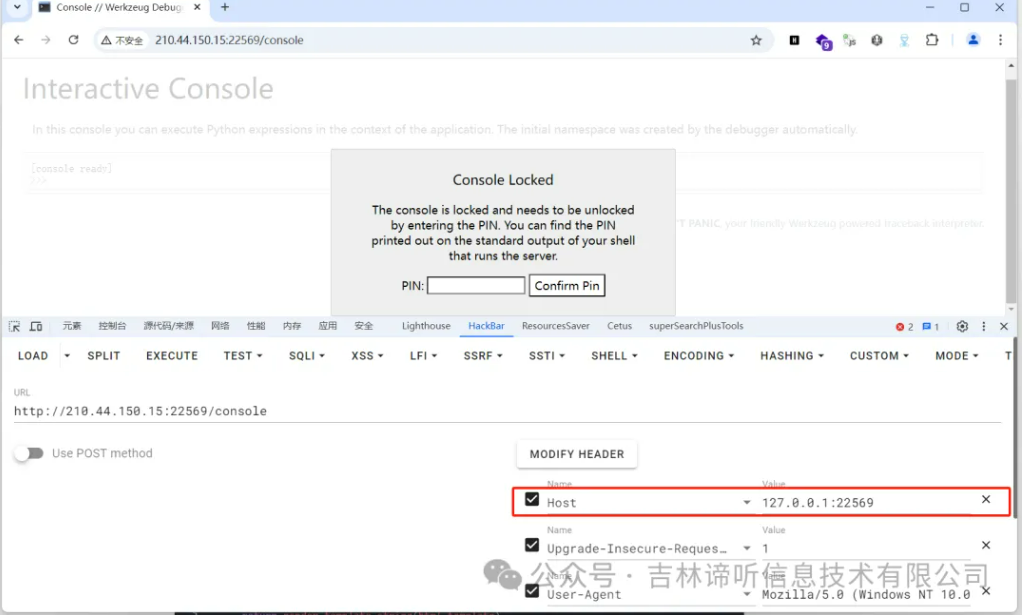 Console // Werkzeug Debug
不安全 210.44.150.15:22569/console
9
Interactive Console
In this console you can execute Python expressions in the context of the application. The initial namespace was created by the debugger automatically.
[console ready]
>>>
Console Locked
The console is locked and needs to be unlocked
by entering the PIN. You can find the PIN
printed out on the standard output of your shell
that runs the server.
'T PANIC, your friendly Werkzeug powered traceback interpreter.
PIN: Confirm Pin
元素 控制台 源代码/来源 网络 性能 内存 应用 安全 Lighthouse HackBar ResourcesSaver Cetus superSearchPlusTools 2 1
LOAD SPLIT EXECUTE TEST SQLI XSS LFI SSRF SSTI SHELL ENCODING HASHING CUSTOM MODE T
URL
http://210.44.150.15:22569/console
Use POST method
MODIFY HEADER
Name Value
Host 127.0.0.1:22569
Name Value
Upgrade-Insecure-Reques… 1
Name Value
User-Agent Mozilla/5.0 (Windows NT 10.0
公众号 · 吉林谛听信息技术有限公司